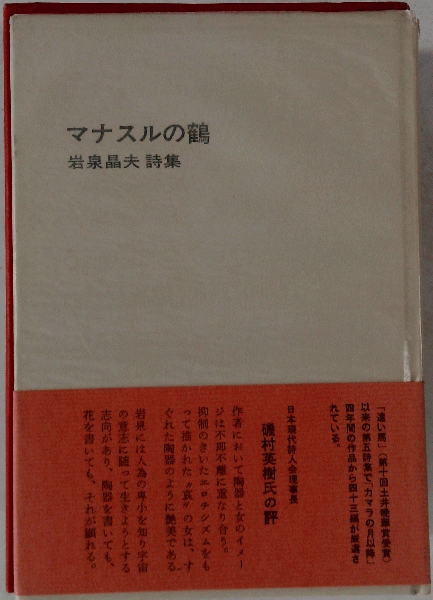 マナスルの鶴
岩泉晶夫 詩集
「遠い馬」(第十回土井晩翠賞受賞)
以来の第五詩集で「カマラの月以降」
四年間の作品から四十三編が厳選さ
れている。
日本現代詩人会理事長
磯村英樹氏の評
作者において陶器と女のイメー
ジは不即不離に重なり合う。
抑制のきいたエロチシズムをも
って描かれた〝哀〟の女は、す
ぐれた陶器のように艶美である
岩泉には人為の卑小を知り宇宙
の意志に随って生きようとする
志向があり、陶器を書いても、
花を書いても、それが顕れる。